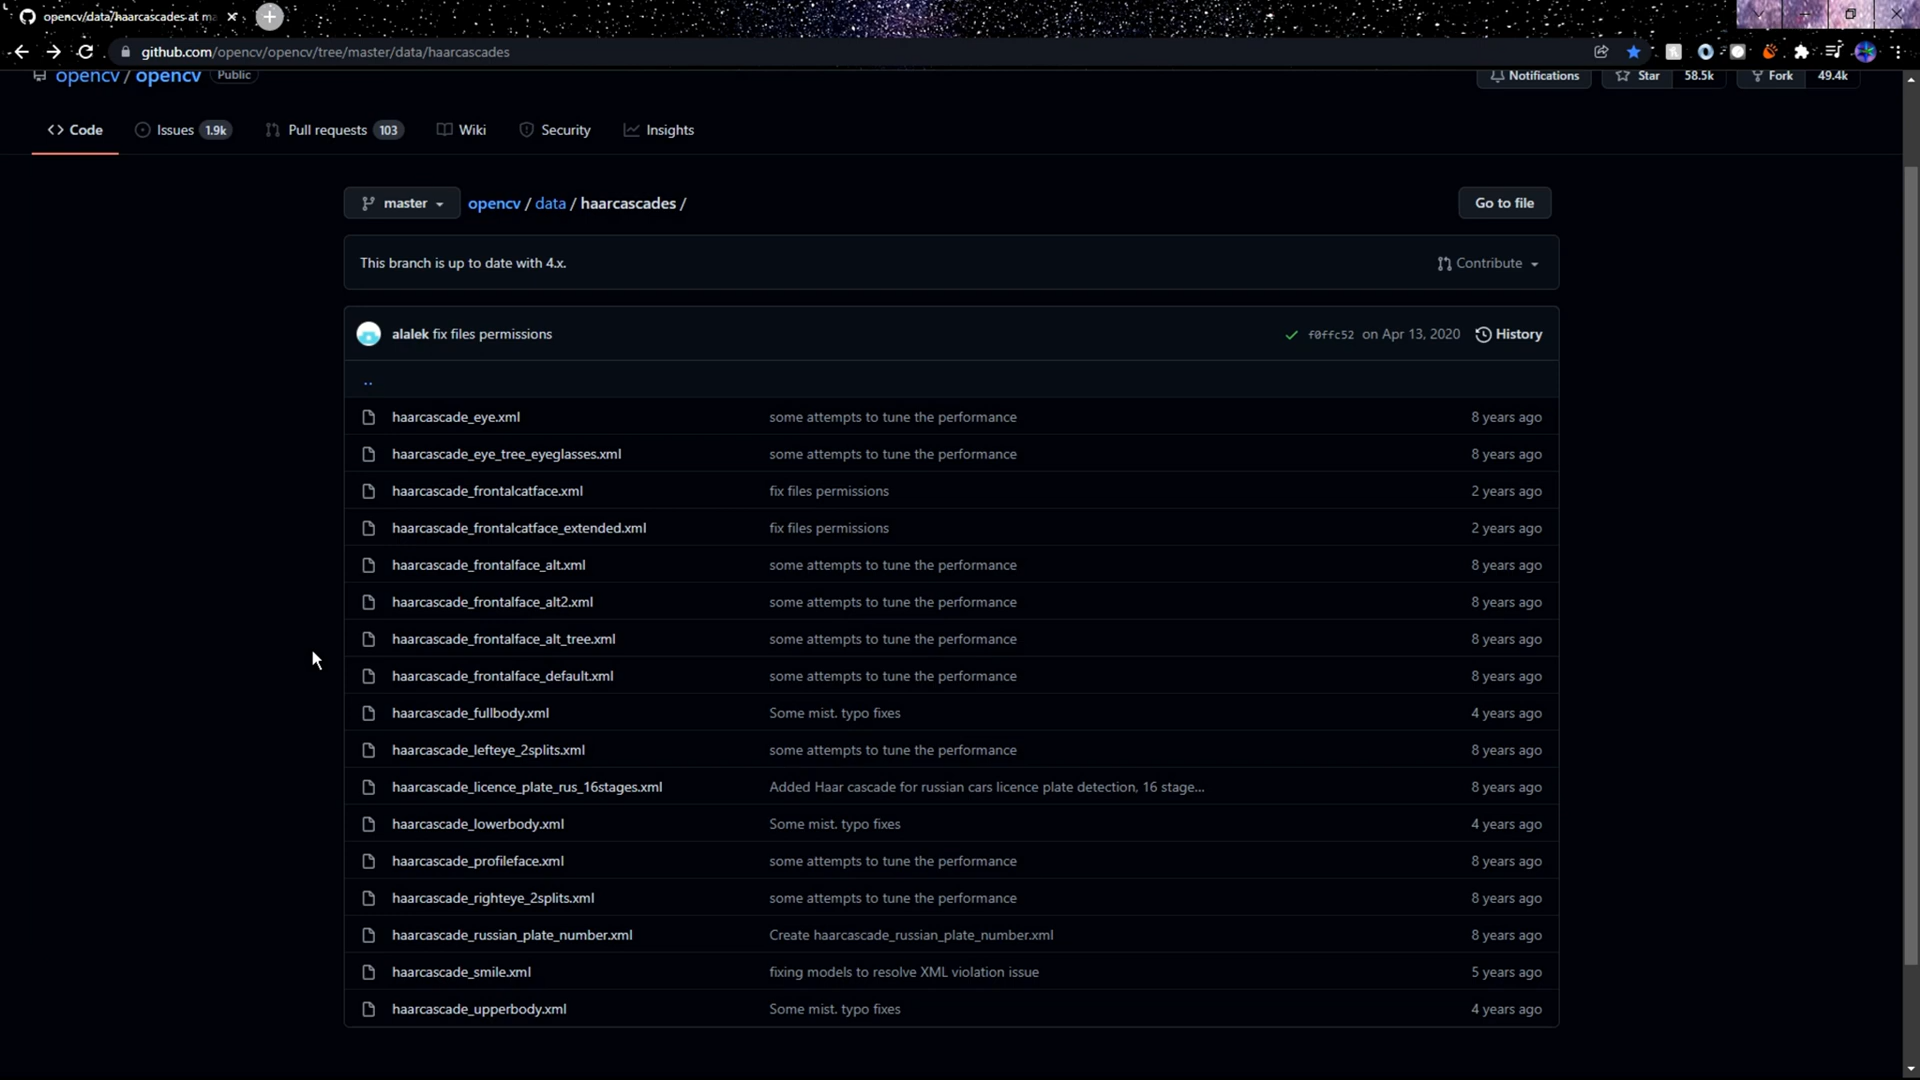 opencv/data/haarcascades at ma
github.com/opencv/opencv/tree/master/data/haarcascades
opencv / opencv Public Notifications Star 58.5k Fork 49.4k
Code Issues 1.9k Pull requests 103 Wiki Security Insights
master opencv / data / haarcascades / Go to file
This branch is up to date with 4.x. Contribute
alalek fix files permissions f0ffc52 on Apr 13, 2020 History
..
haarcascade_eye.xml some attempts to tune the performance 8 years ago
haarcascade_eye_tree_eyeglasses.xml some attempts to tune the performance 8 years ago
haarcascade_frontalcatface.xml fix files permissions 2 years ago
haarcascade_frontalcatface_extended.xml fix files permissions 2 years ago
haarcascade_frontalface_alt.xml some attempts to tune the performance 8 years ago
haarcascade_frontalface_alt2.xml some attempts to tune the performance 8 years ago
haarcascade_frontalface_alt_tree.xml some attempts to tune the performance 8 years ago
haarcascade_frontalface_default.xml some attempts to tune the performance 8 years ago
haarcascade_fullbody.xml Some mist. typo fixes 4 years ago
haarcascade_lefteye_2splits.xml some attempts to tune the performance 8 years ago
haarcascade_licence_plate_rus_16stages.xml Added Haar cascade for russian cars licence plate detection, 16 stage... 8 years ago
haarcascade_lowerbody.xml Some mist. typo fixes 4 years ago
haarcascade_profileface.xml some attempts to tune the performance 8 years ago
haarcascade_righteye_2splits.xml some attempts to tune the performance 8 years ago
haarcascade_russian_plate_number.xml Create haarcascade_russian_plate_number.xml 8 years ago
haarcascade_smile.xml fixing models to resolve XML violation issue 5 years ago
haarcascade_upperbody.xml Some mist. typo fixes 4 years ago